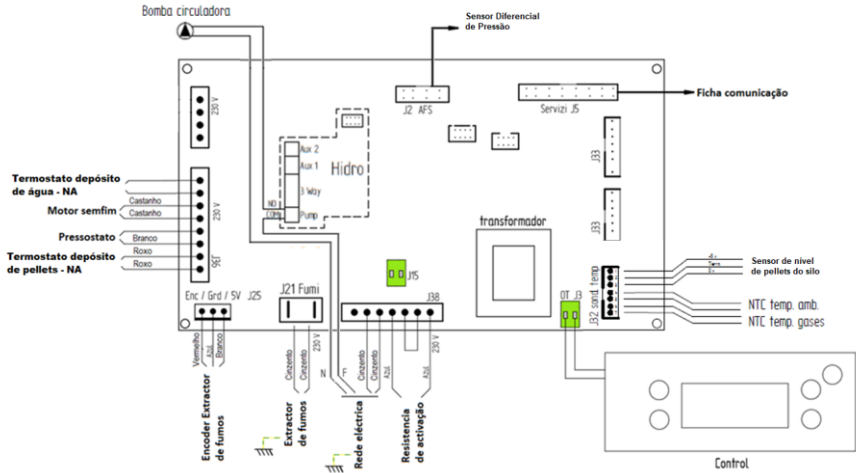 Bomba circuladora
Sensor Diferencial
de Pressão
J2 AFS
Servizi J5
Ficha comunicação
230 V
Aux 2
Aux 1
Hidro
3 Way
NO
COM
Pump
J33
J33
Termostato depósito
de água - NA
Castanho
Motor semfim
Castanho
230 V
Pressostato
Branco
Roxo
Termostato depósito
de pellets - NA
Roxo
J36
transformador
J15
Sensor de nível
de pellets do silo
J32 sond. temp
NTC temp. amb.
NTC temp. gases
Enc / Grd / 5V J25
J21 Fumi
J38
OT J3
Vermelho
Azul
Branco
Cinzento
Cinzento
230 V
N
F
Cinzento
Cinzento
Azul
Azul
230 V
Encoder Extractor
de fumos
Extractor
de fumos
Rede eléctrica
Resistencia
de activação
Control